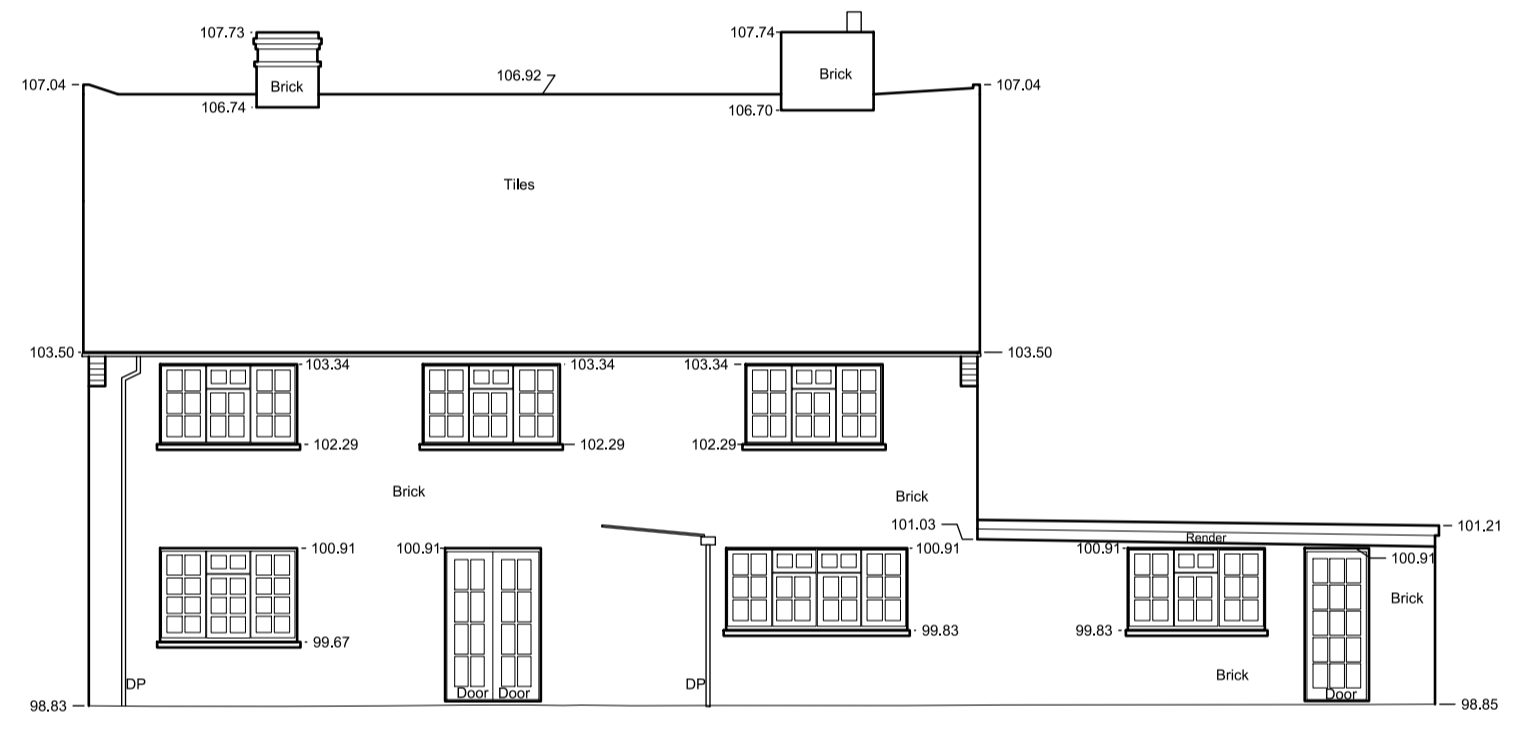 107.73
107.74
106.92
Brick
Brick
107.04
107.04
106.74
106.70
Tiles
103.50
103.50
103.34
103.34
103.34
102.29
102.29
102.29
Brick
Brick
101.03
101.21
Render
100.91
100.91
100.91
100.91
100.91
Brick
99.67
99.83
99.83
Brick
DP
DP
Door
Door
Door
98.83
98.85